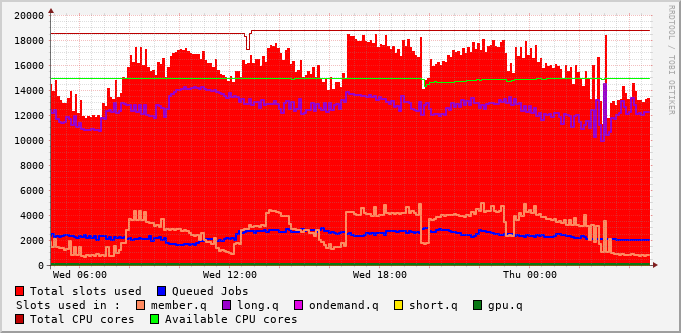 20000
18000
16000
14000
12000
10000
8000
6000
4000
2000
0
Wed 06:00 Wed 12:00 Wed 18:00 Thu 00:00
Total slots used Queued Jobs
Slots used in : member.q long.q ondemand.q short.q gpu.q
Total CPU cores Available CPU cores
RRDTOOL / TOBI OETIKER